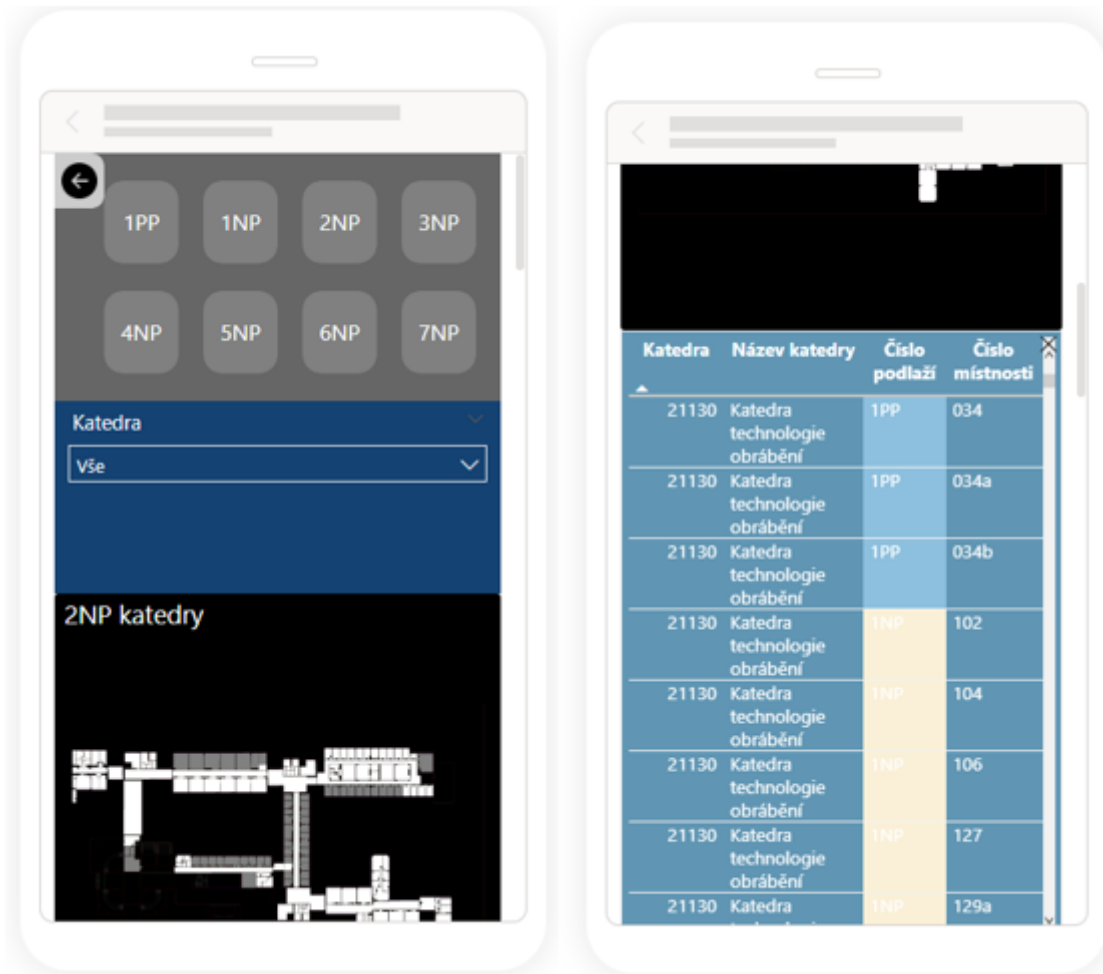 1PP 1NP 2NP 3NP
4NP 5NP 6NP 7NP
Katedra
Vše
2NP katedry
Katedra Název katedry Číslo podlaží Číslo místnosti
21130 Katedra technologie obrábění 1PP 034
21130 Katedra technologie obrábění 1PP 034a
21130 Katedra technologie obrábění 1PP 034b
21130 Katedra technologie obrábění 1NP 102
21130 Katedra technologie obrábění 1NP 104
21130 Katedra technologie obrábění 1NP 106
21130 Katedra technologie obrábění 1NP 127
21130 Katedra 1NP 129a